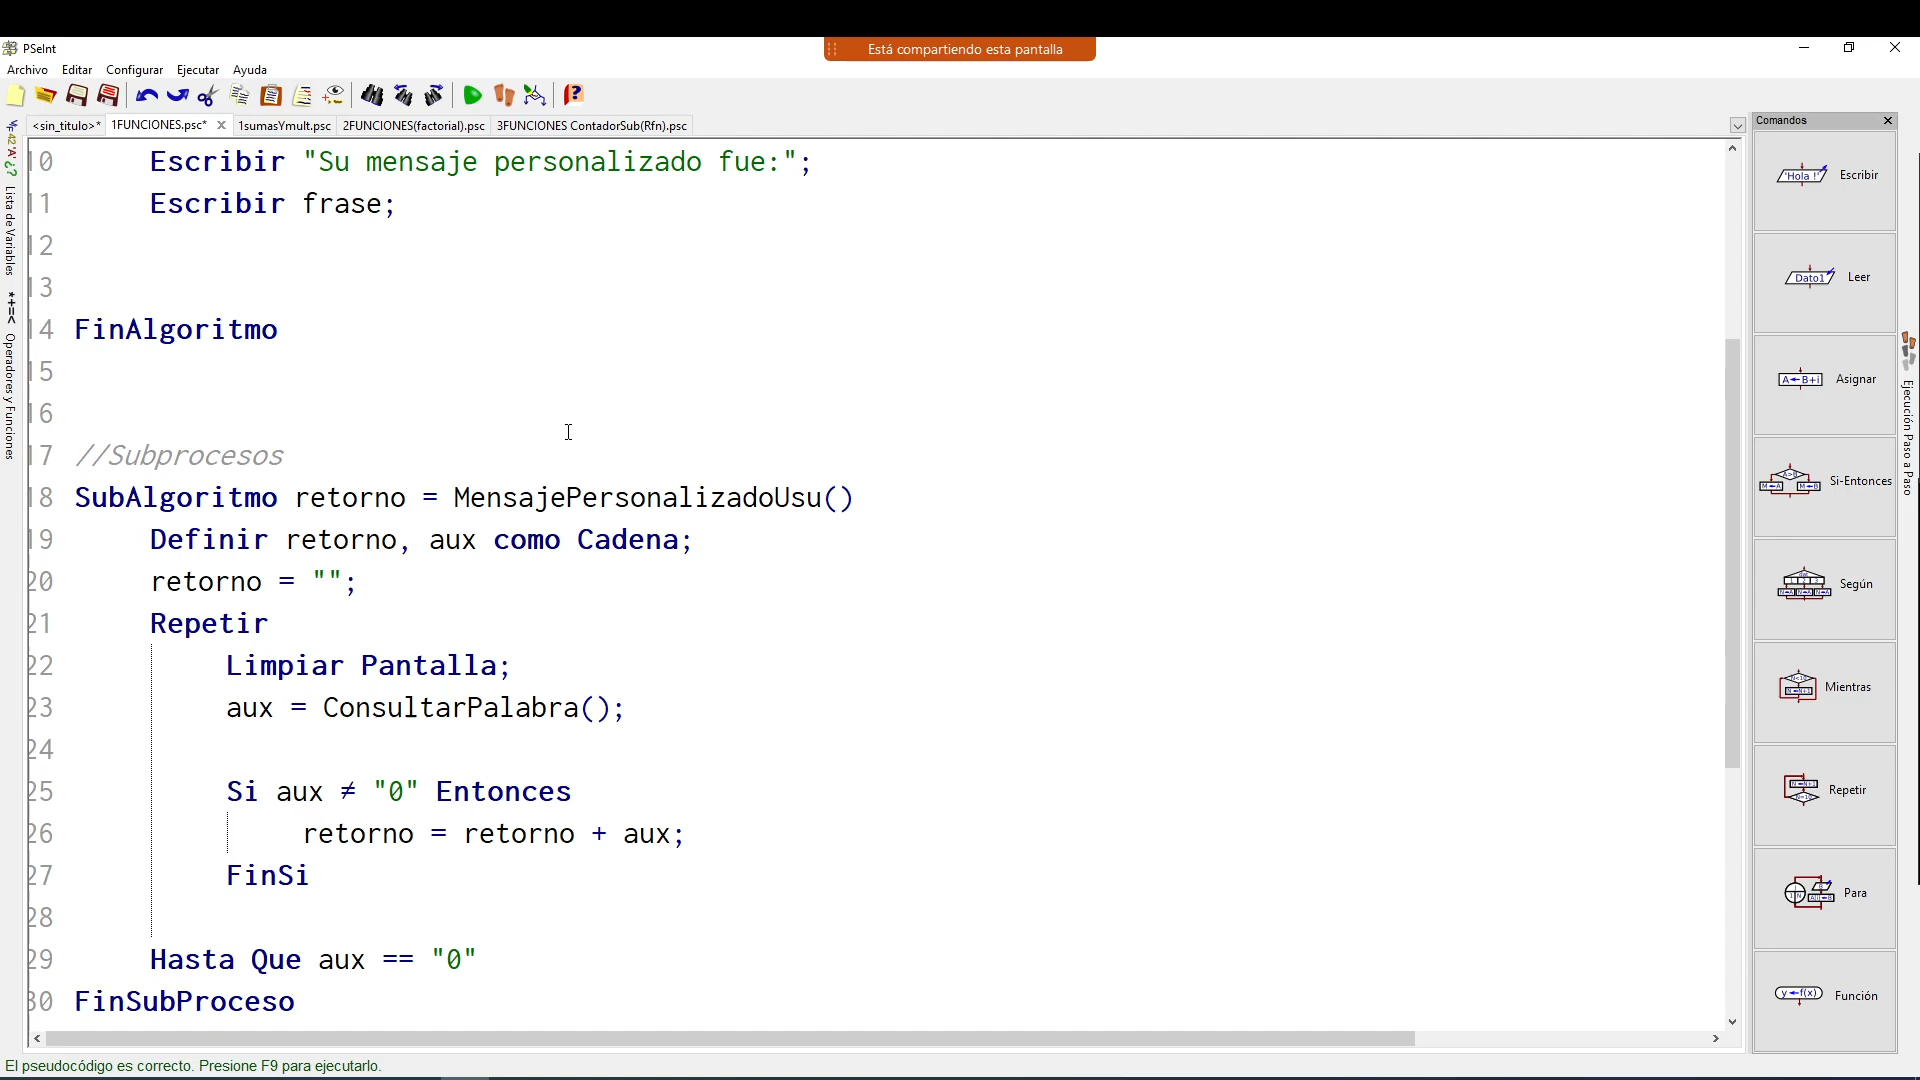 PSeInt
Está compartiendo esta pantalla
Archivo Editar Configurar Ejecutar Ayuda
<sin_titulo>* 1FUNCIONES.psc* 1sumasYmult.psc 2FUNCIONES(factorial).psc 3FUNCIONES ContadorSub(Rfn).psc
Lista de Variables
*+=< Operadores y Funciones
10 Escribir "Su mensaje personalizado fue:";
11 Escribir frase;
12
13
14 FinAlgoritmo
15
16
17 //Subprocesos
18 SubAlgoritmo retorno = MensajePersonalizadoUsu()
19 Definir retorno, aux como Cadena;
20 retorno = "";
21 Repetir
22 Limpiar Pantalla;
23 aux = ConsultarPalabra();
24
25 Si aux ≠ "0" Entonces
26 retorno = retorno + aux;
27 FinSi
28
29 Hasta Que aux == "0"
30 FinSubProceso
Comandos
'Hola !' Escribir
Dato1 Leer
A←B+i Asignar
Si-Entonces
Según
Mientras
Repetir
Para
y←f(x) Función
Ejecución Paso a Paso
El pseudocódigo es correcto. Presione F9 para ejecutarlo.